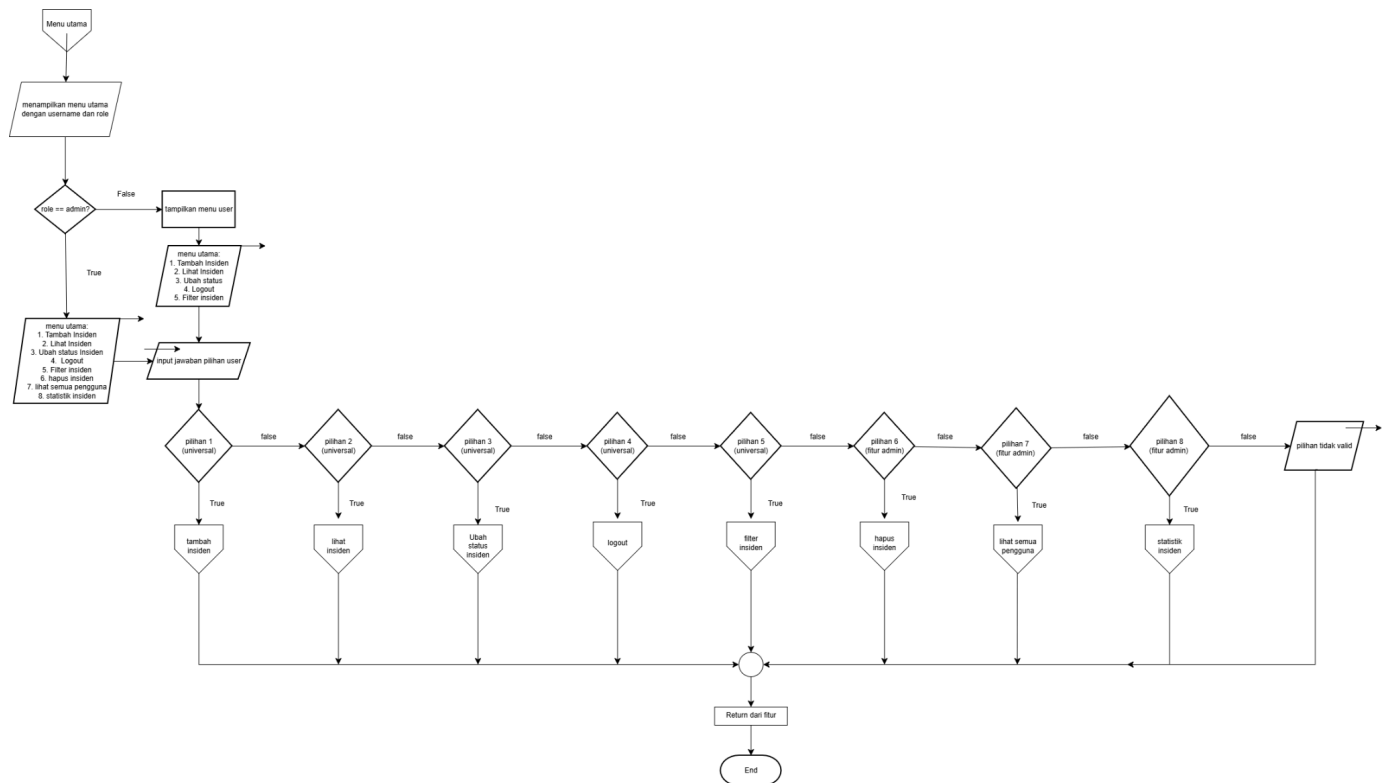 Menu utama
menampilkan menu utama
dengan username dan role
role == admin?
False
tampilkan menu user
True
menu utama:
1. Tambah Insiden
2. Lihat Insiden
3. Ubah status
4. Logout
5. Filter insiden
menu utama:
1. Tambah Insiden
2. Lihat Insiden
3. Ubah status Insiden
4. Logout
5. Filter insiden
6. hapus insiden
7. lihat semua pengguna
8. statistik insiden
input jawaban pilihan user
pilihan 1
(universal)
false
pilihan 2
(universal)
false
pilihan 3
(universal)
false
pilihan 4
(universal)
false
pilihan 5
(universal)
false
pilihan 6
(fitur admin)
false
pilihan 7
(fitur admin)
false
pilihan 8
(fitur admin)
false
pilihan tidak valid
True
True
True
True
True
True
True
True
tambah
insiden
lihat
insiden
Ubah
status
insiden
logout
filter
insiden
hapus
insiden
lihat semua
pengguna
statistik
insiden
Return dari fitur
End